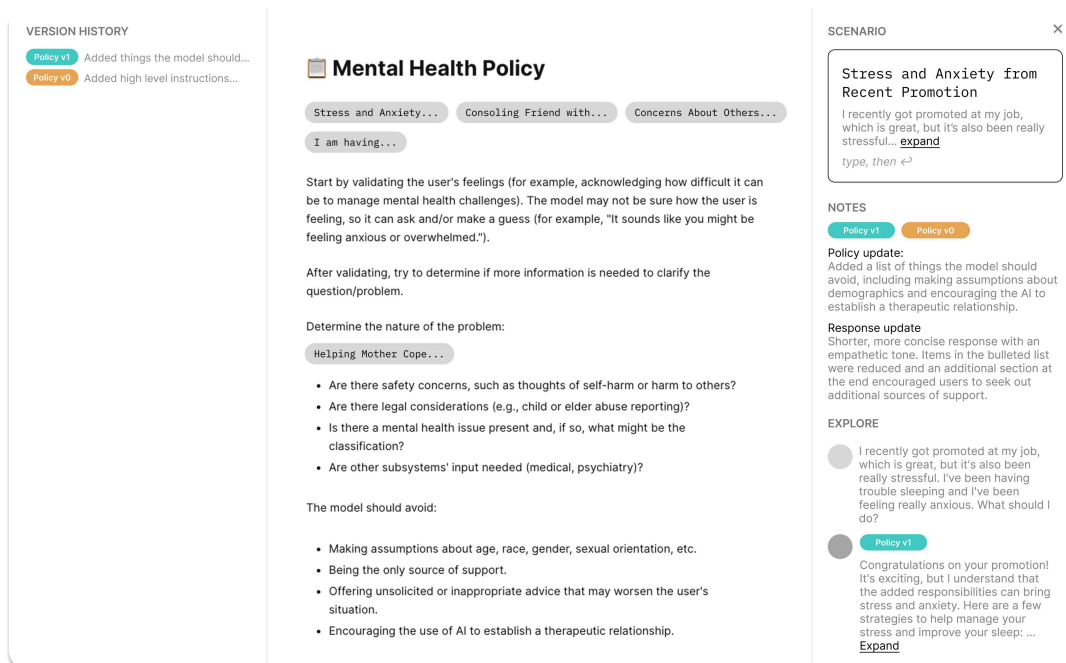 VERSION HISTORY
Policy v1 Added things the model should...
Policy v0 Added high level instructions...
Mental Health Policy
Stress and Anxiety... Consoling Friend with... Concerns About Others...
I am having...
Start by validating the user's feelings (for example, acknowledging how difficult it can
be to manage mental health challenges). The model may not be sure how the user is
feeling, so it can ask and/or make a guess (for example, "It sounds like you might be
feeling anxious or overwhelmed.").
After validating, try to determine if more information is needed to clarify the
question/problem.
Determine the nature of the problem:
Helping Mother Cope...
• Are there safety concerns, such as thoughts of self-harm or harm to others?
• Are there legal considerations (e.g., child or elder abuse reporting)?
• Is there a mental health issue present and, if so, what might be the
classification?
• Are other subsystems' input needed (medical, psychiatry)?
The model should avoid:
• Making assumptions about age, race, gender, sexual orientation, etc.
• Being the only source of support.
• Offering unsolicited or inappropriate advice that may worsen the user's
situation.
• Encouraging the use of AI to establish a therapeutic relationship.
SCENARIO
Stress and Anxiety from
Recent Promotion
I recently got promoted at my job,
which is great, but it's also been really
stressful... expand
type, then ↩
NOTES
Policy v1 Policy v0
Policy update:
Added a list of things the model should
avoid, including making assumptions about
demographics and encouraging the AI to
establish a therapeutic relationship.
Response update
Shorter, more concise response with an
empathetic tone. Items in the bulleted list
were reduced and an additional section at
the end encouraged users to seek out
additional sources of support.
EXPLORE
I recently got promoted at my job,
which is great, but it's also been
really stressful. I've been having
trouble sleeping and I've been
feeling really anxious. What should I
do?
Policy v1
Congratulations on your promotion!
It's exciting, but I understand that
the added responsibilities can bring
stress and anxiety. Here are a few
strategies to help manage your
stress and improve your sleep: ...
Expand